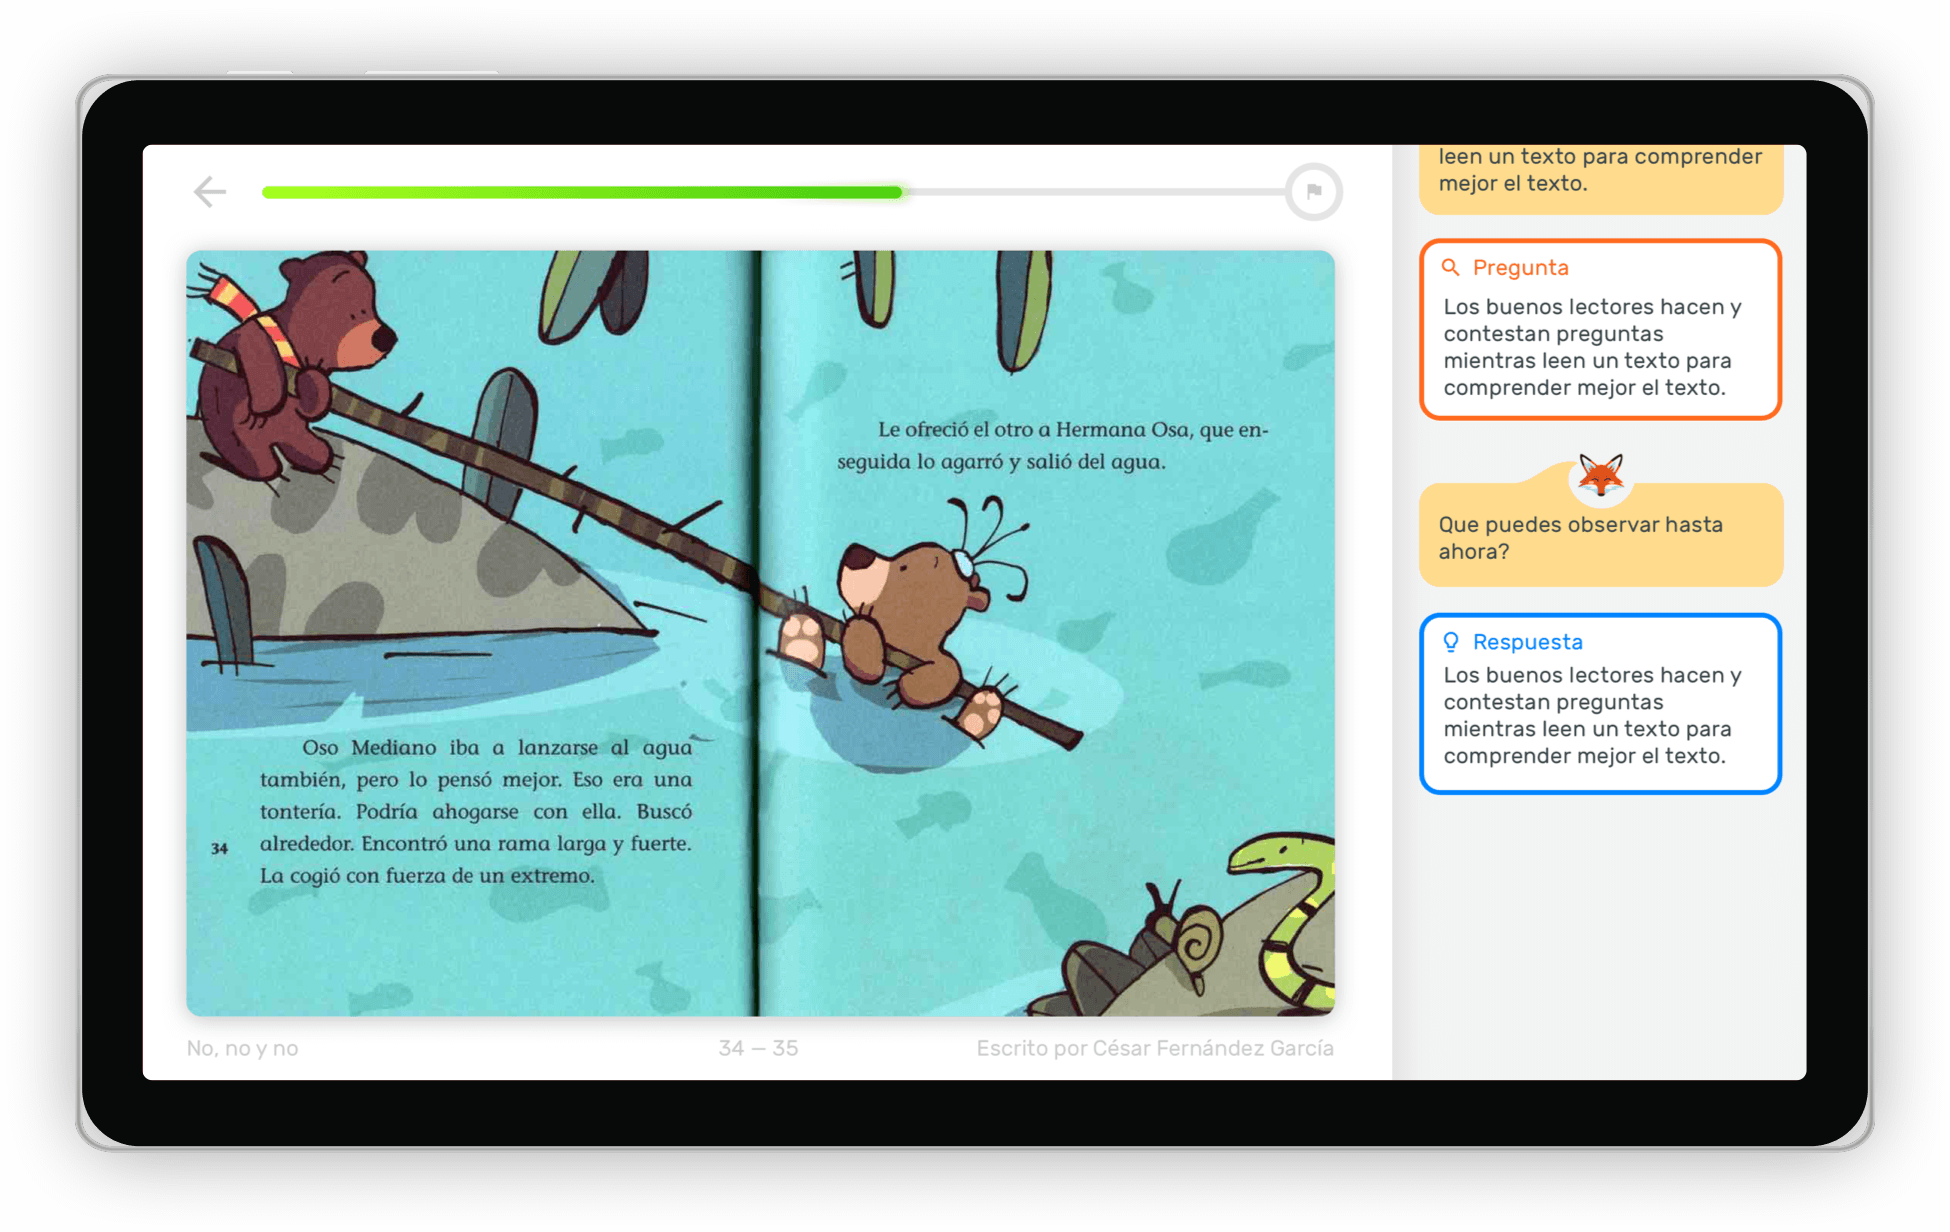 Oso Mediano iba a lanzarse al agua
también, pero lo pensó mejor. Eso era una
tontería. Podría ahogarse con ella. Buscó
alrededor. Encontró una rama larga y fuerte.
La cogió con fuerza de un extremo.
34
Le ofreció el otro a Hermana Osa, que en-
seguida lo agarró y salió del agua.
No, no y no
34 – 35
Escrito por César Fernández García
leen un texto para comprender
mejor el texto.
Pregunta
Los buenos lectores hacen y
contestan preguntas
mientras leen un texto para
comprender mejor el texto.
Que puedes observar hasta
ahora?
Respuesta
Los buenos lectores hacen y
contestan preguntas
mientras leen un texto para
comprender mejor el texto.